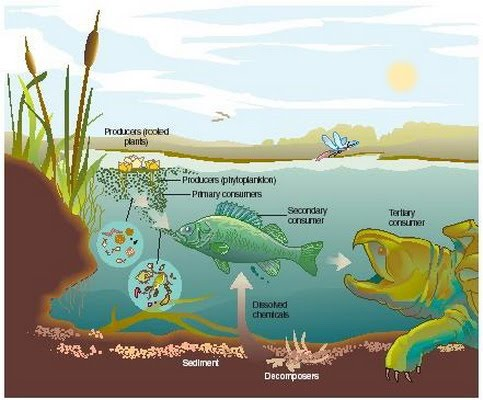 Producers (rooted
plants)
Producers (phytoplankton)
Primary consumers
Secondary
consumer
Tertiary
consumer
Dissolved
chemicals
Sediment
Decomposers